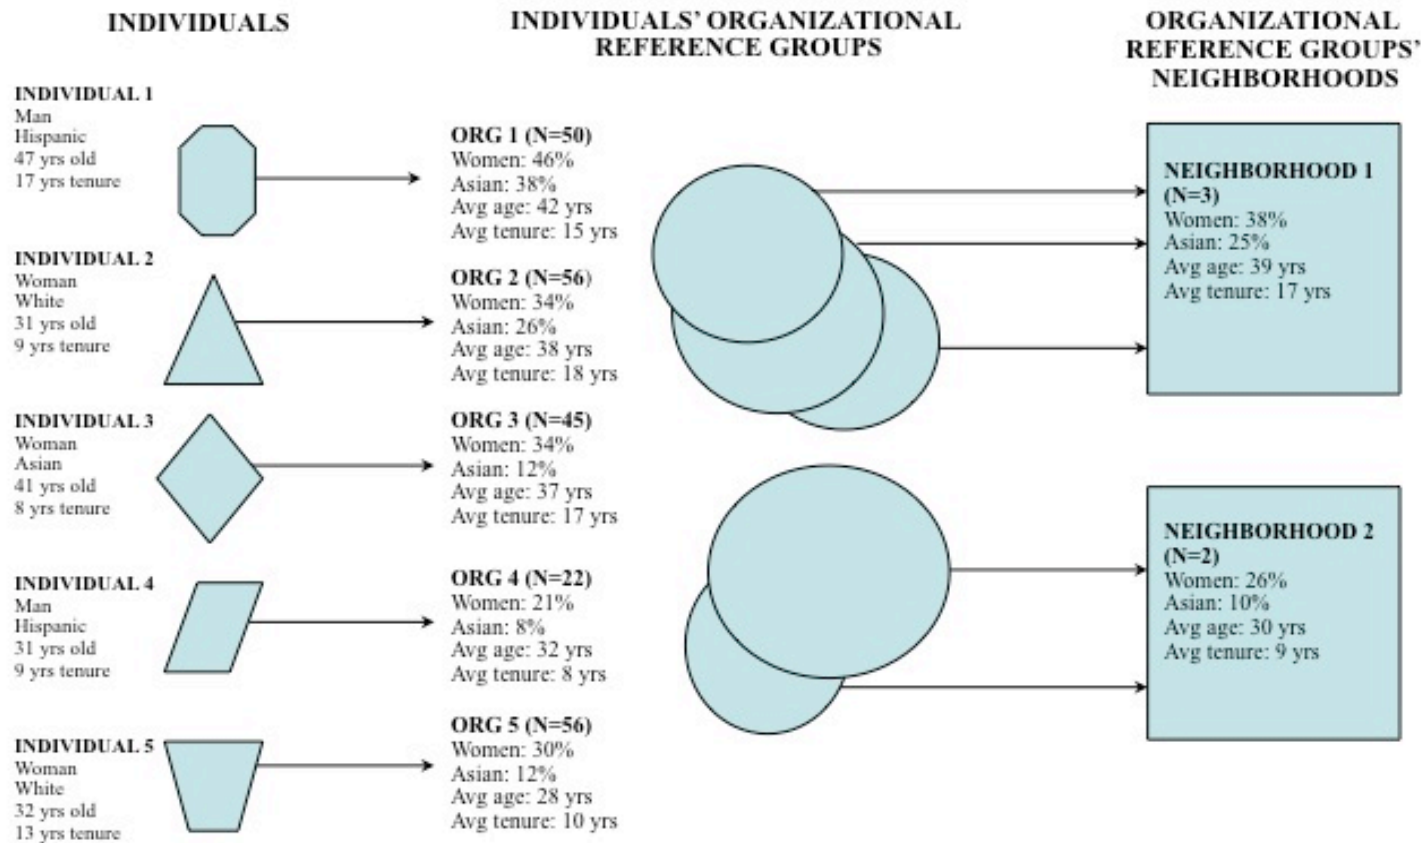 INDIVIDUALS
INDIVIDUALS' ORGANIZATIONAL
REFERENCE GROUPS
ORGANIZATIONAL
REFERENCE GROUPS'
NEIGHBORHOODS
INDIVIDUAL 1
Man
Hispanic
47 yrs old
17 yrs tenure
INDIVIDUAL 2
Woman
White
31 yrs old
9 yrs tenure
INDIVIDUAL 3
Woman
Asian
41 yrs old
8 yrs tenure
INDIVIDUAL 4
Man
Hispanic
31 yrs old
9 yrs tenure
INDIVIDUAL 5
Woman
White
32 yrs old
13 yrs tenure
ORG 1 (N=50)
Women: 46%
Asian: 38%
Avg age: 42 yrs
Avg tenure: 15 yrs
ORG 2 (N=56)
Women: 34%
Asian: 26%
Avg age: 38 yrs
Avg tenure: 18 yrs
ORG 3 (N=45)
Women: 34%
Asian: 12%
Avg age: 37 yrs
Avg tenure: 17 yrs
ORG 4 (N=22)
Women: 21%
Asian: 8%
Avg age: 32 yrs
Avg tenure: 8 yrs
ORG 5 (N=56)
Women: 30%
Asian: 12%
Avg age: 28 yrs
Avg tenure: 10 yrs
NEIGHBORHOOD 1
(N=3)
Women: 38%
Asian: 25%
Avg age: 39 yrs
Avg tenure: 17 yrs
NEIGHBORHOOD 2
(N=2)
Women: 26%
Asian: 10%
Avg age: 30 yrs
Avg tenure: 9 yrs